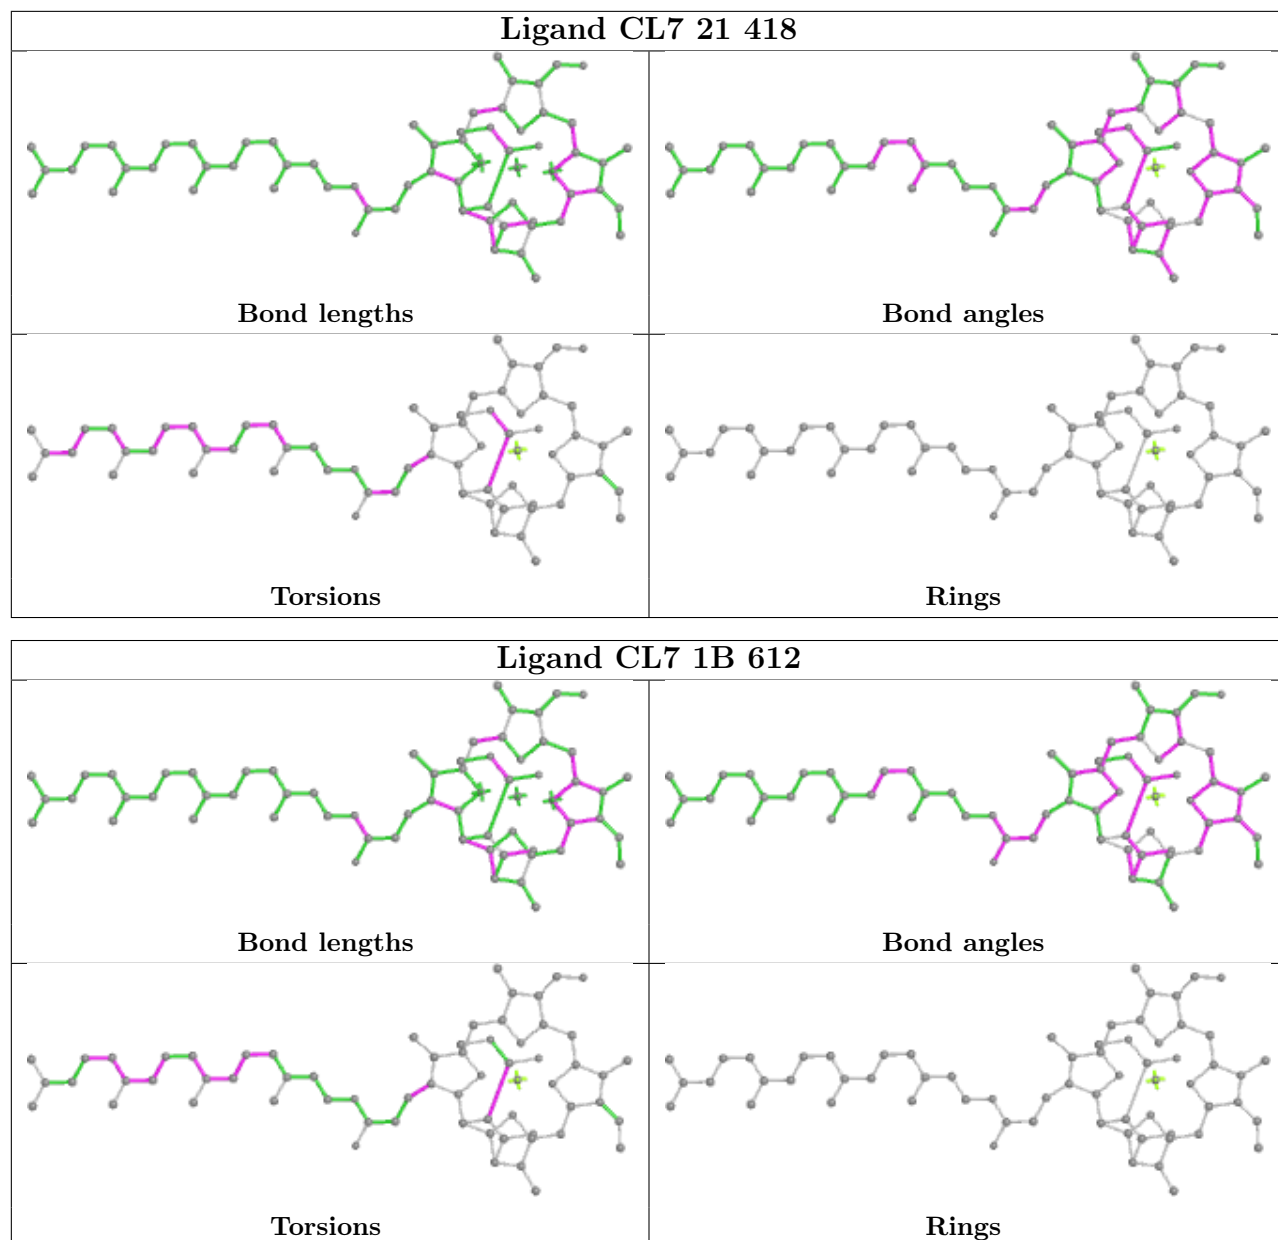 Ligand CL7 21 418
Bond lengths
Bond angles
Torsions
Rings
Ligand CL7 1B 612
Bond lengths
Bond angles
Torsions
Rings